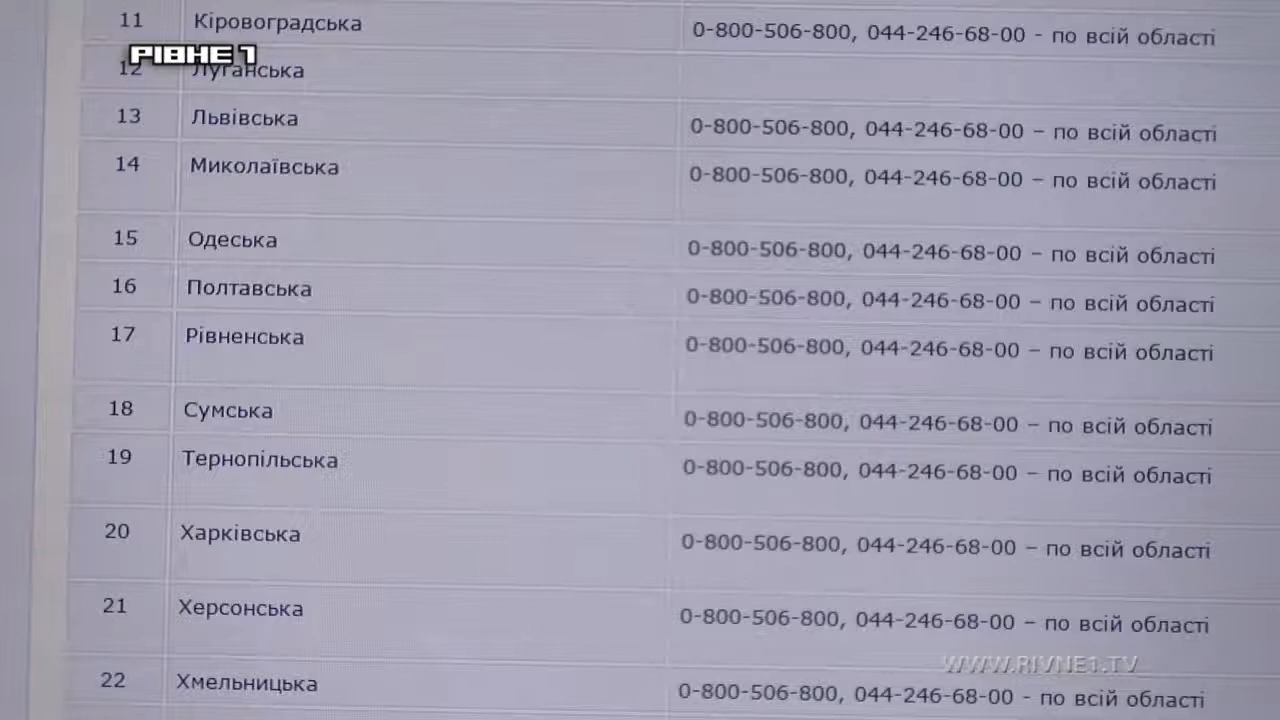 11 Кіровоградська 0-800-506-800, 044-246-68-00 - по всій області
РІВНЕ 1
12 Луганська
13 Львівська 0-800-506-800, 044-246-68-00 – по всій області
14 Миколаївська 0-800-506-800, 044-246-68-00 – по всій області
15 Одеська 0-800-506-800, 044-246-68-00 – по всій області
16 Полтавська 0-800-506-800, 044-246-68-00 – по всій області
17 Рівненська 0-800-506-800, 044-246-68-00 – по всій області
18 Сумська 0-800-506-800, 044-246-68-00 – по всій області
19 Тернопільська 0-800-506-800, 044-246-68-00 – по всій області
20 Харківська 0-800-506-800, 044-246-68-00 – по всій області
21 Херсонська 0-800-506-800, 044-246-68-00 – по всій області
WWW.RIVNE1.TV
22 Хмельницька 0-800-506-800, 044-246-68-00 - по всій області